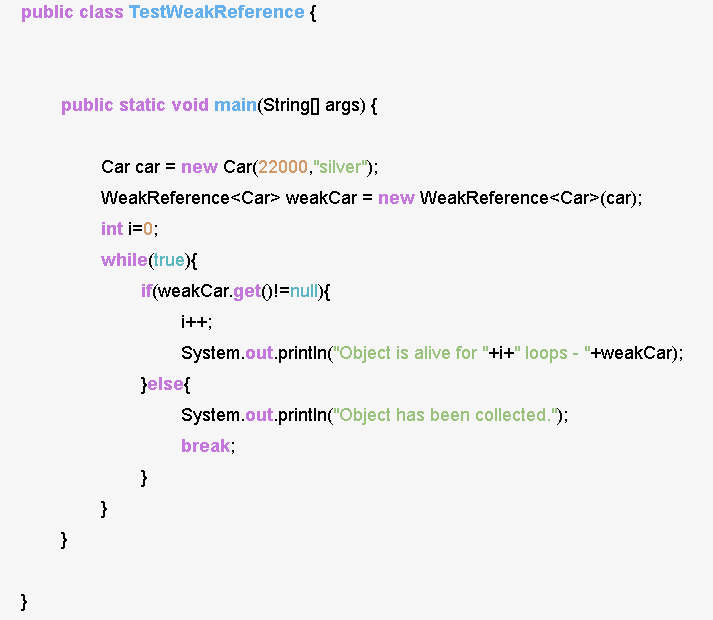 public class TestWeakReference {
public static void main(String[] args) {
Car car = new Car(22000,"silver");
WeakReference<Car> weakCar = new WeakReference<Car>(car);
int i=0;
while(true){
if(weakCar.get()!=null){
i++;
System.out.println("Object is alive for "+i+" loops - "+weakCar);
}else{
System.out.println("Object has been collected.");
break;
}
}
}
}